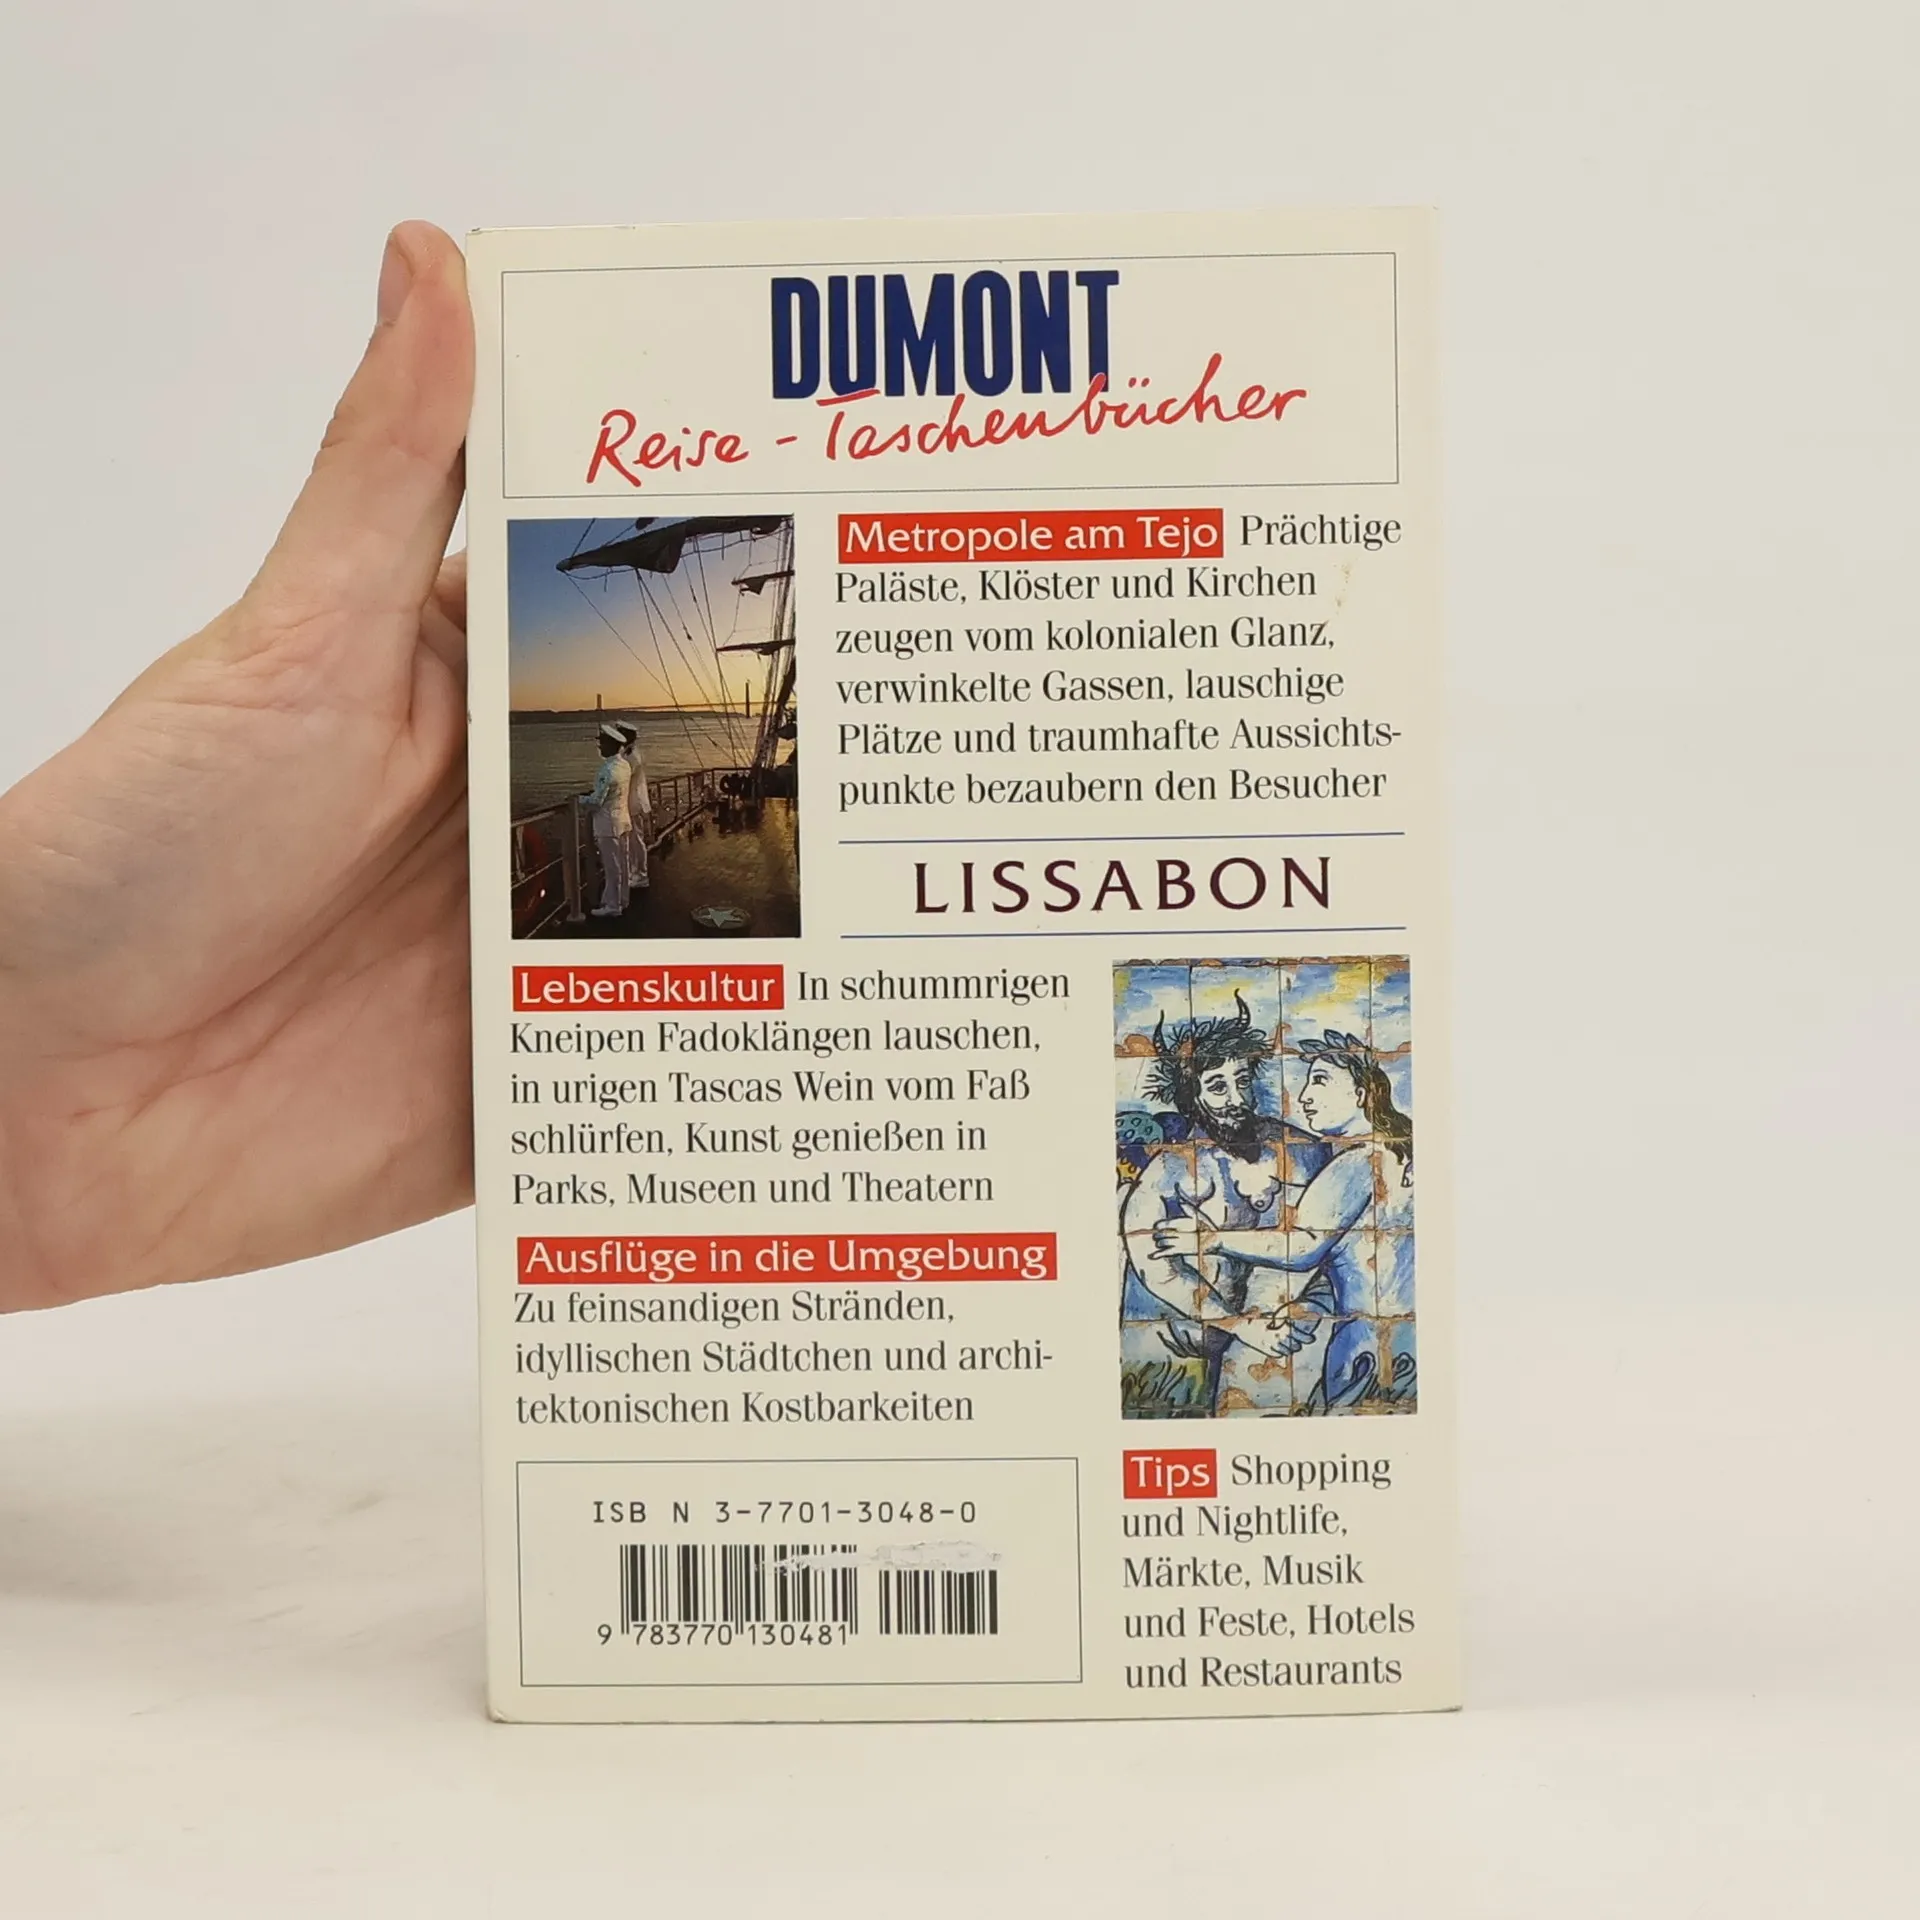 DUMONT
Reise-Taschenbücher
Metropole am Tejo Prächtige
Paläste, Klöster und Kirchen
zeugen vom kolonialen Glanz,
verwinkelte Gassen, lauschige
Plätze und traumhafte Aussichts-
punkte bezaubern den Besucher
LISSABON
Lebenskultur In schummrigen
Kneipen Fadoklängen lauschen,
in urigen Tascas Wein vom Faß
schlürfen, Kunst genießen in
Parks, Museen und Theatern
Ausflüge in die Umgebung
Zu feinsandigen Stränden,
idyllischen Städtchen und archi-
tektonischen Kostbarkeiten
Tips Shopping
und Nightlife,
Märkte, Musik
und Feste, Hotels
und Restaurants
ISB N 3-7701-3048-0
9 783770 130481